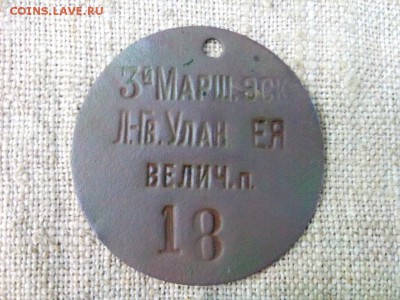 COINS.LAVE.RU
3й МАРШ. ЭСК
Л.-ГВ. УЛАН ЕЯ
ВЕЛИЧ. П.
18